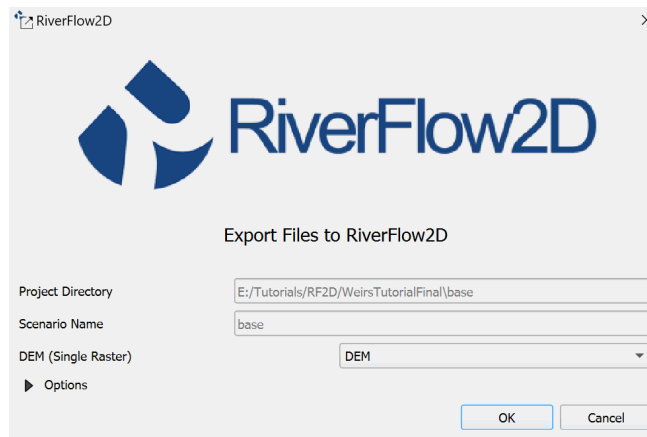 RiverFlow2D
RiverFlow2D
Export Files to RiverFlow2D
Project Directory E:/Tutorials/RF2D/WeirsTutorialFinal\base
Scenario Name base
DEM (Single Raster) DEM
Options
OK Cancel